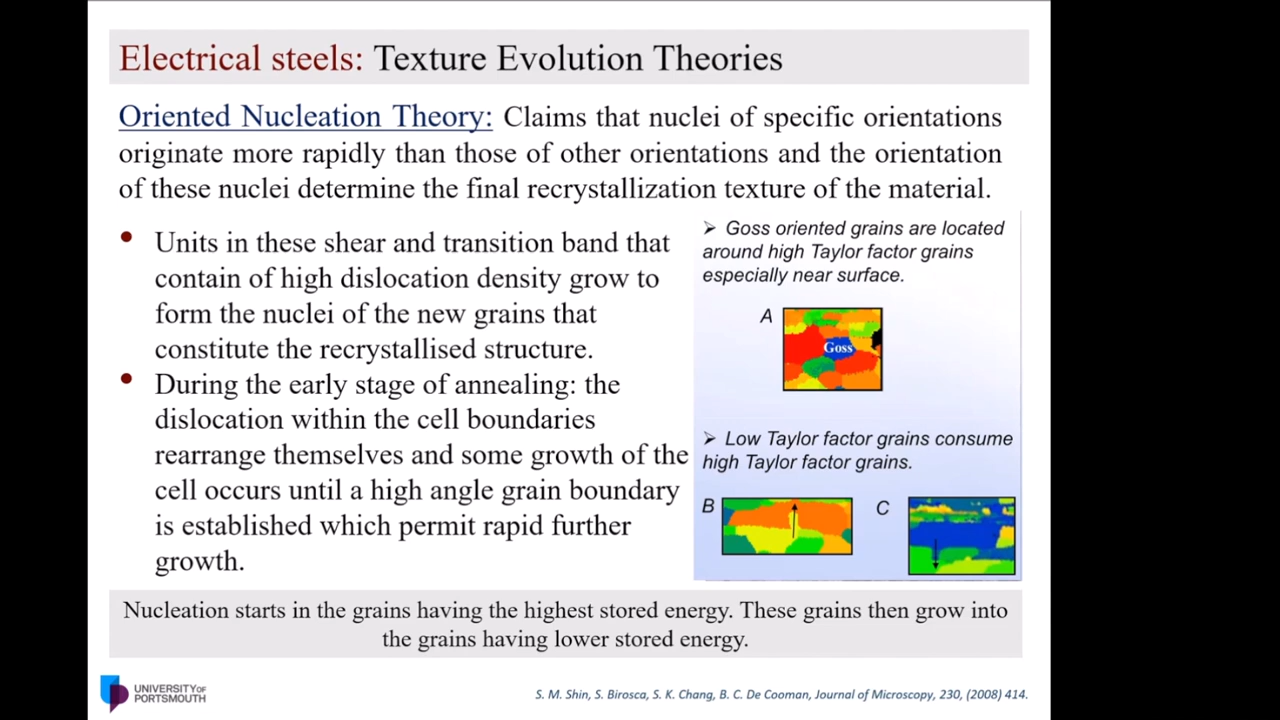 Electrical steels: Texture Evolution Theories
Oriented Nucleation Theory: Claims that nuclei of specific orientations
originate more rapidly than those of other orientations and the orientation
of these nuclei determine the final recrystallization texture of the material.
• Units in these shear and transition band that
contain of high dislocation density grow to
form the nuclei of the new grains that
constitute the recrystallised structure.
• During the early stage of annealing: the
dislocation within the cell boundaries
rearrange themselves and some growth of the
cell occurs until a high angle grain boundary
is established which permit rapid further
growth.
➢ Goss oriented grains are located
around high Taylor factor grains
especially near surface.
A
Goss
➢ Low Taylor factor grains consume
high Taylor factor grains.
B
C
Nucleation starts in the grains having the highest stored energy. These grains then grow into
the grains having lower stored energy.
UNIVERSITY OF
PORTSMOUTH
S. M. Shin, S. Birosca, S. K. Chang, B. C. De Cooman, Journal of Microscopy, 230, (2008) 414.